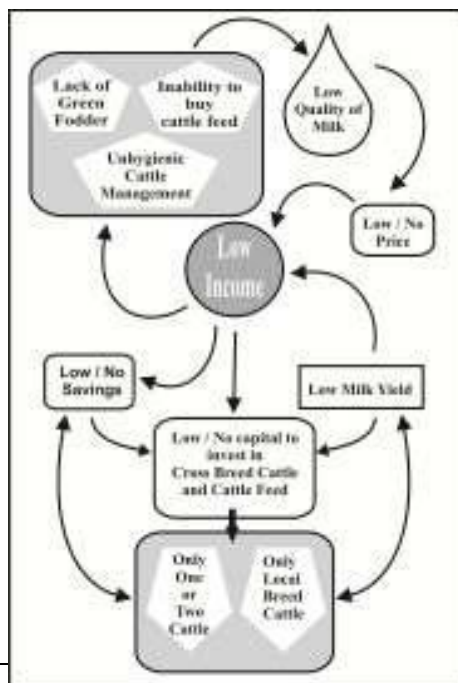 Lack of
Green
Fodder
Inability to
buy
cattle feed
Unhygienic
Cattle
Management
Low
Quality of
Milk
Low / No
Price
Low
Income
Low / No
Savings
Low Milk Yield
Low / No capital to
invest in
Cross Breed Cattle
and Cattle Feed
Only
One
or
Two
Cattle
Only
Local
Breed
Cattle